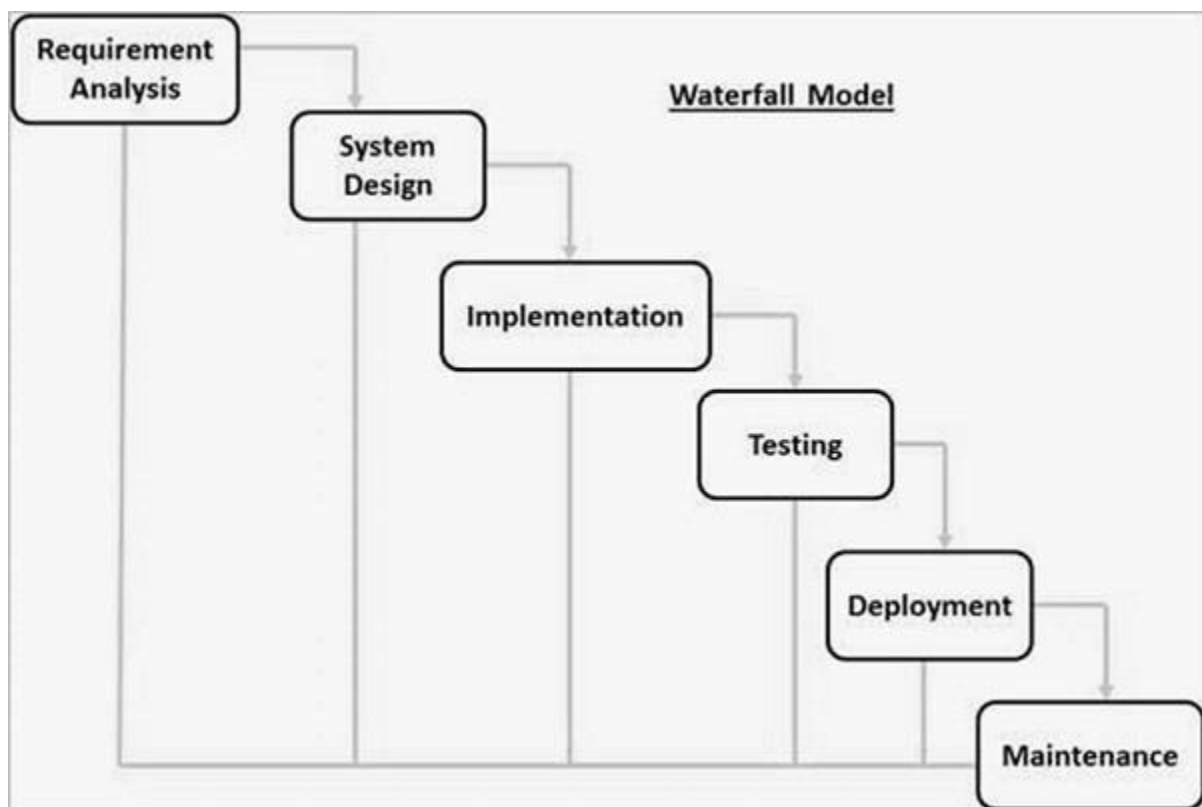 Requirement
Analysis
Waterfall Model
System
Design
Implementation
Testing
Deployment
Maintenance